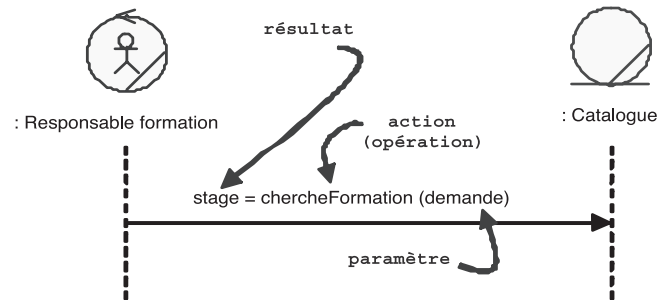 résultat
: Responsable formation
action
(opération)
: Catalogue
stage = chercheFormation (demande)
paramètre